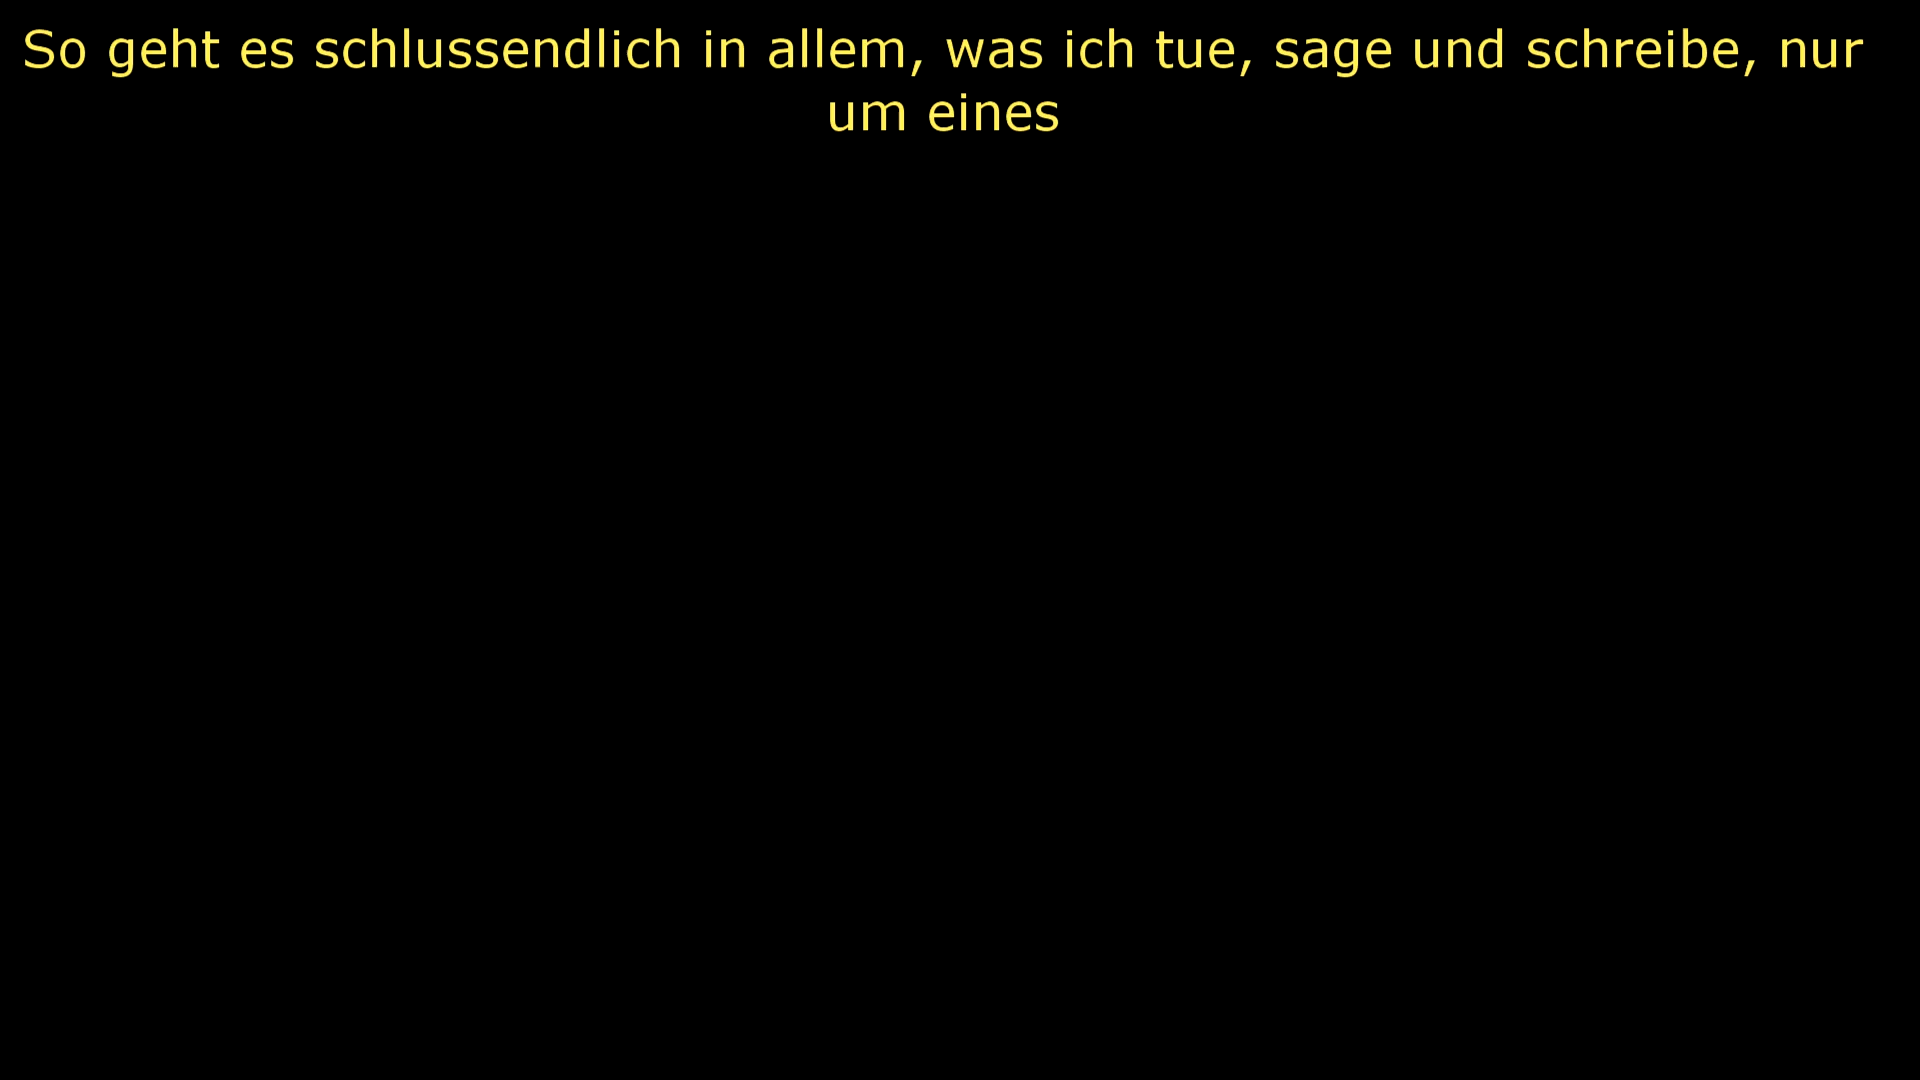 So geht es schlussendlich in allem, was ich tue, sage und schreibe, nur
um eines